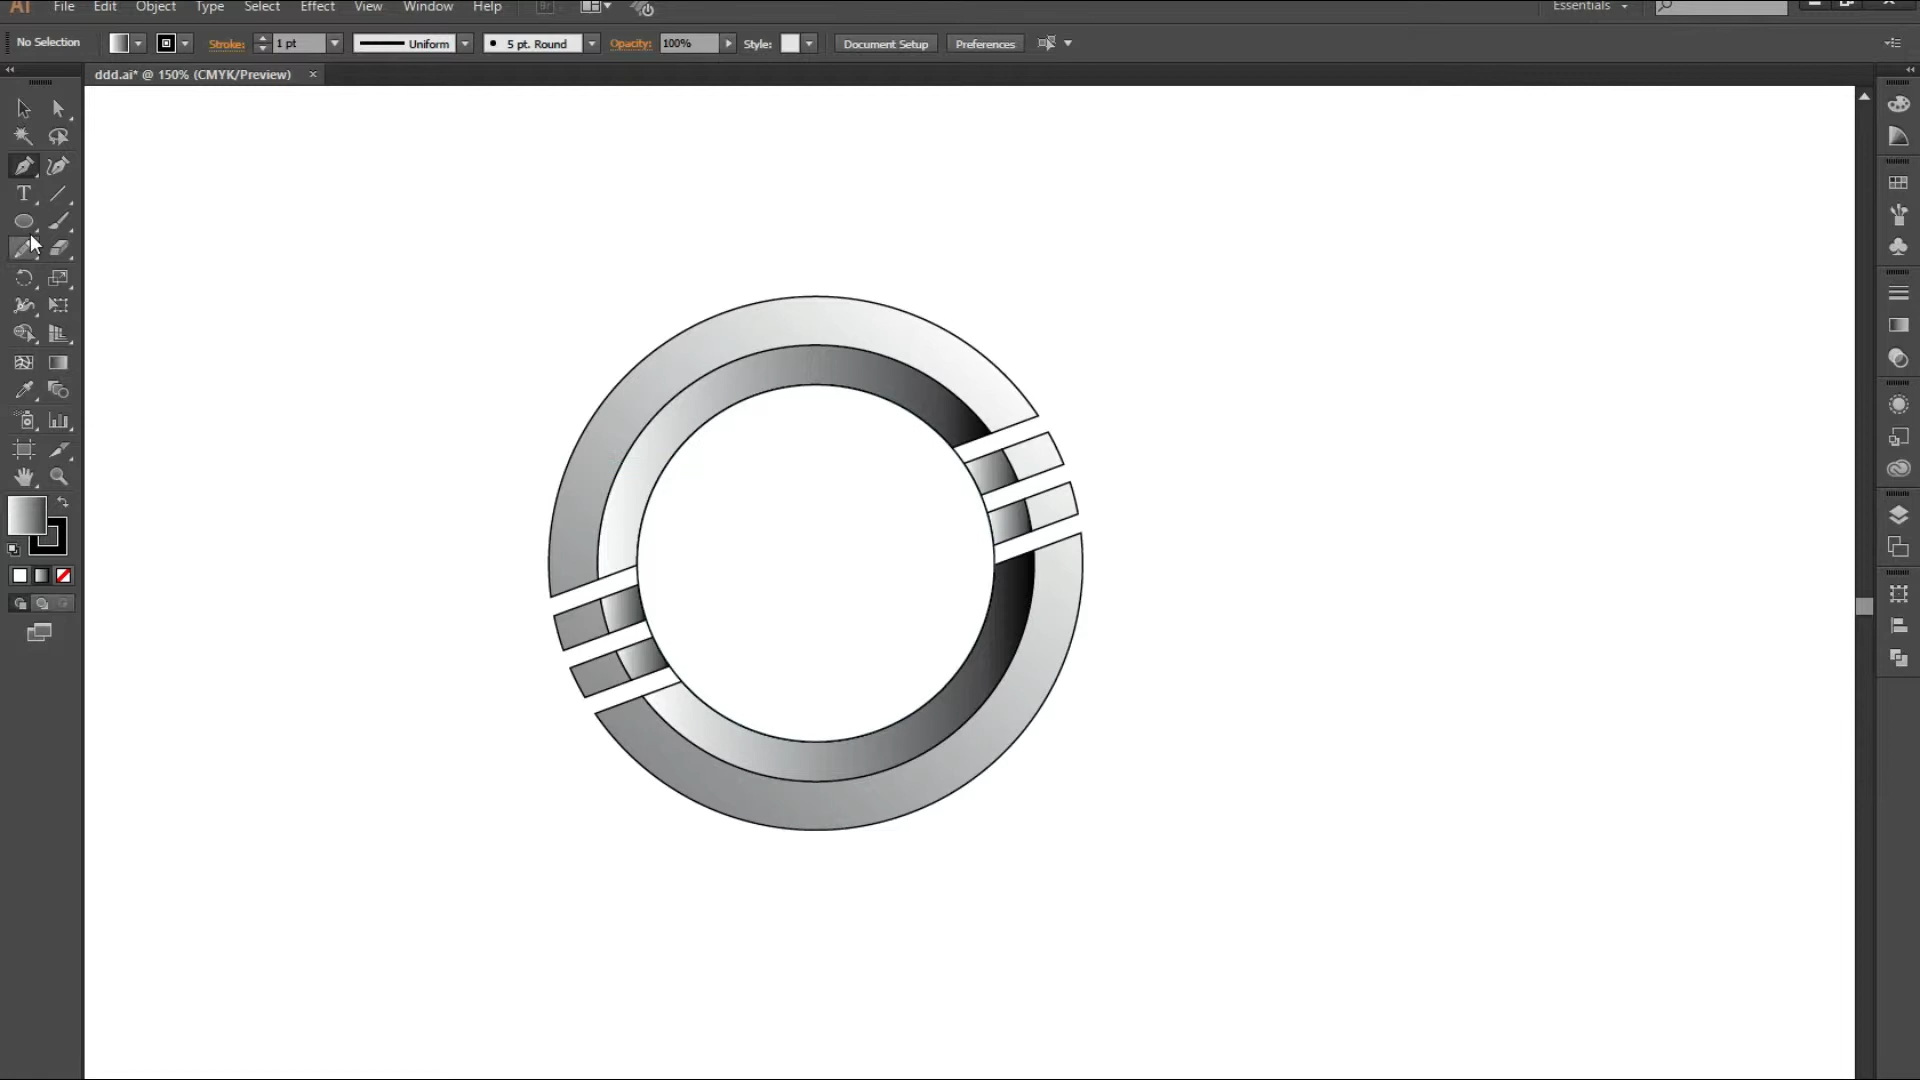 Ai File Edit Object Type Select Effect View Window Help Br Essentials
No Selection Stroke: 1 pt Uniform 5 pt. Round Opacity: 100% Style: Document Setup Preferences
ddd.ai* @ 150% (CMYK/Preview) ×
T